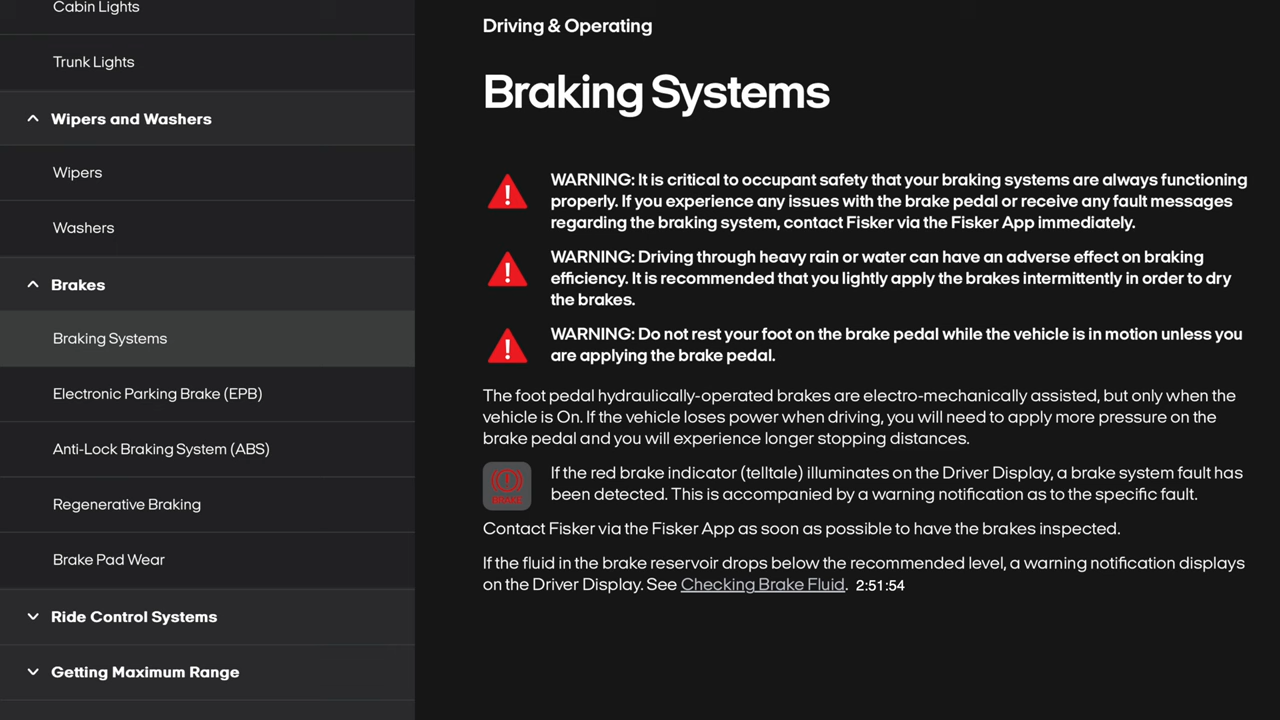 Cabin Lights
Trunk Lights
Wipers and Washers
Wipers
Washers
Brakes
Braking Systems
Electronic Parking Brake (EPB)
Anti-Lock Braking System (ABS)
Regenerative Braking
Brake Pad Wear
Ride Control Systems
Getting Maximum Range
Driving & Operating
Braking Systems
WARNING: It is critical to occupant safety that your braking systems are always functioning
properly. If you experience any issues with the brake pedal or receive any fault messages
regarding the braking system, contact Fisker via the Fisker App immediately.
WARNING: Driving through heavy rain or water can have an adverse effect on braking
efficiency. It is recommended that you lightly apply the brakes intermittently in order to dry
the brakes.
WARNING: Do not rest your foot on the brake pedal while the vehicle is in motion unless you
are applying the brake pedal.
The foot pedal hydraulically-operated brakes are electro-mechanically assisted, but only when the
vehicle is On. If the vehicle loses power when driving, you will need to apply more pressure on the
brake pedal and you will experience longer stopping distances.
If the red brake indicator (telltale) illuminates on the Driver Display, a brake system fault has
been detected. This is accompanied by a warning notification as to the specific fault.
Contact Fisker via the Fisker App as soon as possible to have the brakes inspected.
If the fluid in the brake reservoir drops below the recommended level, a warning notification displays
on the Driver Display. See Checking Brake Fluid. 2:51:54